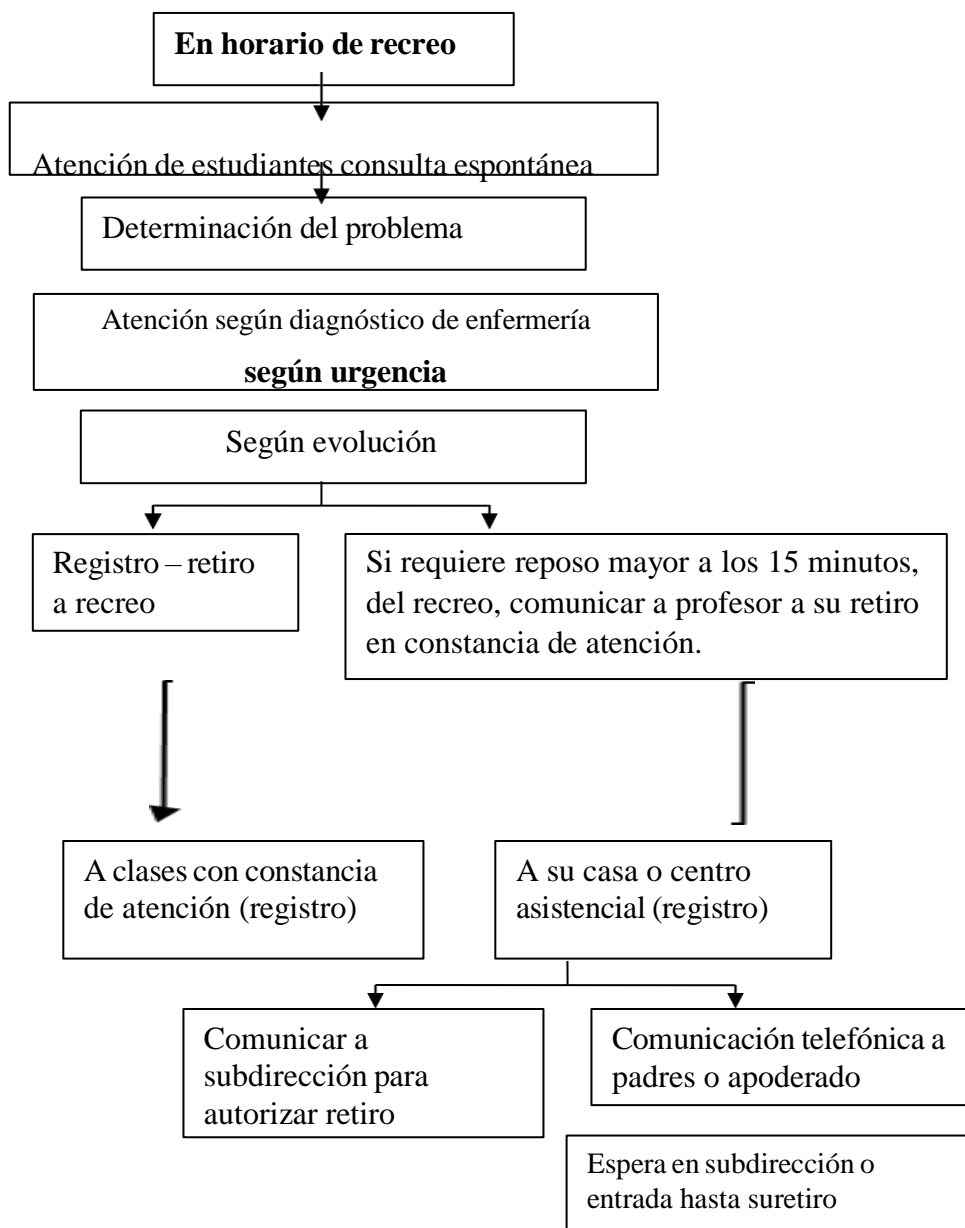 En horario de recreo
Atención de estudiantes consulta espontánea
Determinación del problema
Atención según diagnóstico de enfermería
según urgencia
Según evolución
Registro – retiro
a recreo
Si requiere reposo mayor a los 15 minutos,
del recreo, comunicar a profesor a su retiro
en constancia de atención.
A clases con constancia
de atención (registro)
A su casa o centro
asistencial (registro)
Comunicar a
subdirección para
autorizar retiro
Comunicación telefónica a
padres o apoderado
Espera en subdirección o
entrada hasta suretiro